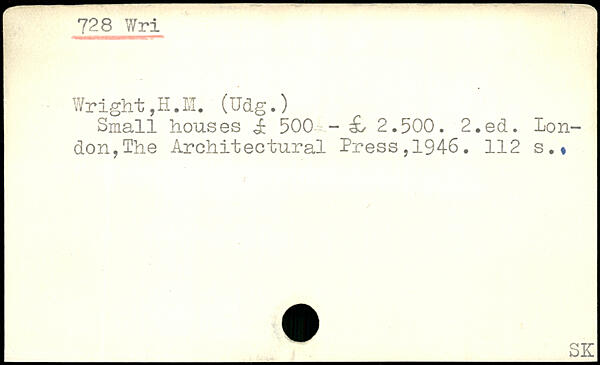 728 Wri
Wright,H.M. (Udg.)
Small houses £ 500 - £ 2.500. 2.ed. Lon-
don,The Architectural Press,1946. 112 s..
SK